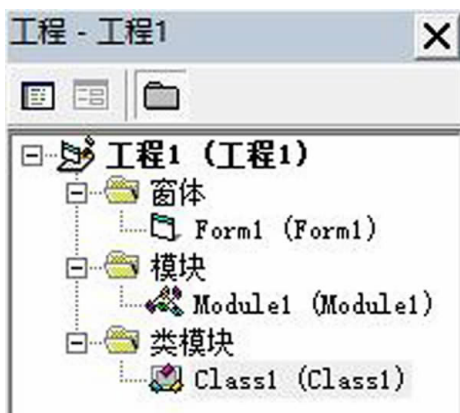 工程 - 工程1
工程1 (工程1)
窗体
Form1 (Form1)
模块
Module1 (Module1)
类模块
Class1 (Class1)